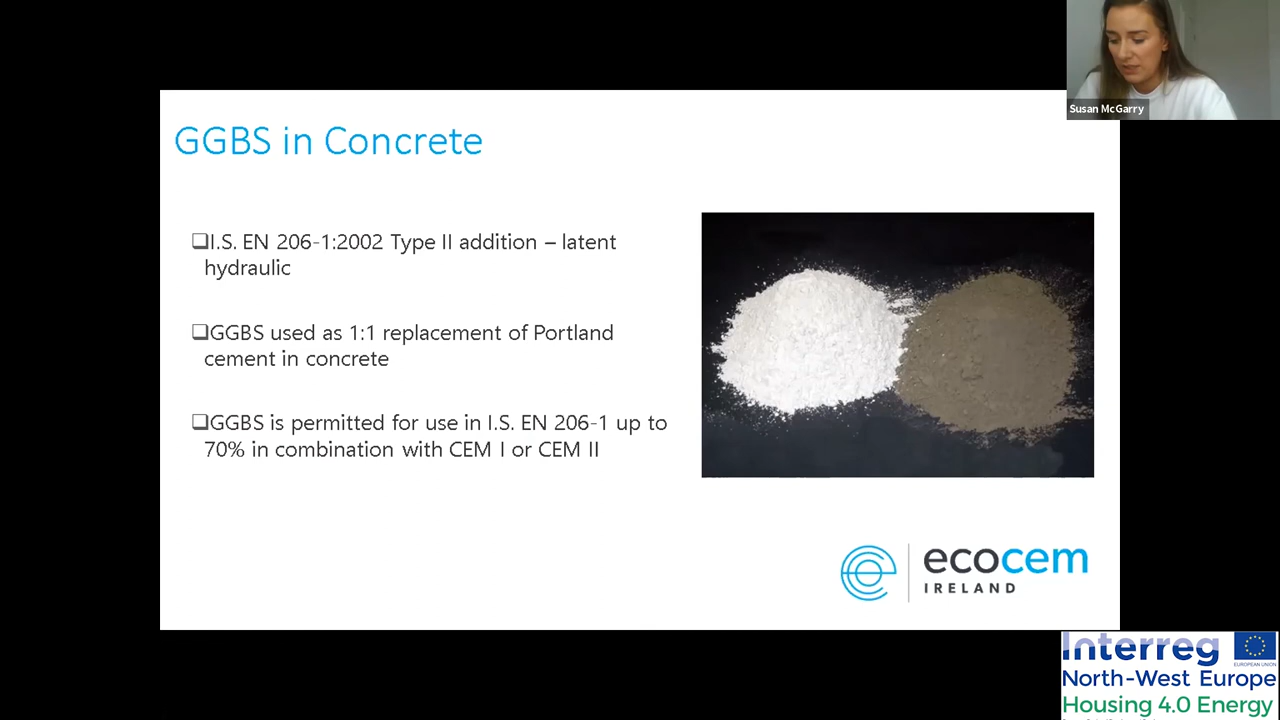 Susan McGarry
GGBS in Concrete
❑I.S. EN 206-1:2002 Type II addition – latent
hydraulic
❑GGBS used as 1:1 replacement of Portland
cement in concrete
❑GGBS is permitted for use in I.S. EN 206-1 up to
70% in combination with CEM I or CEM II
ecocem
IRELAND
Interreg
EUROPEAN UNION
North-West Europe
Housing 4.0 Energy